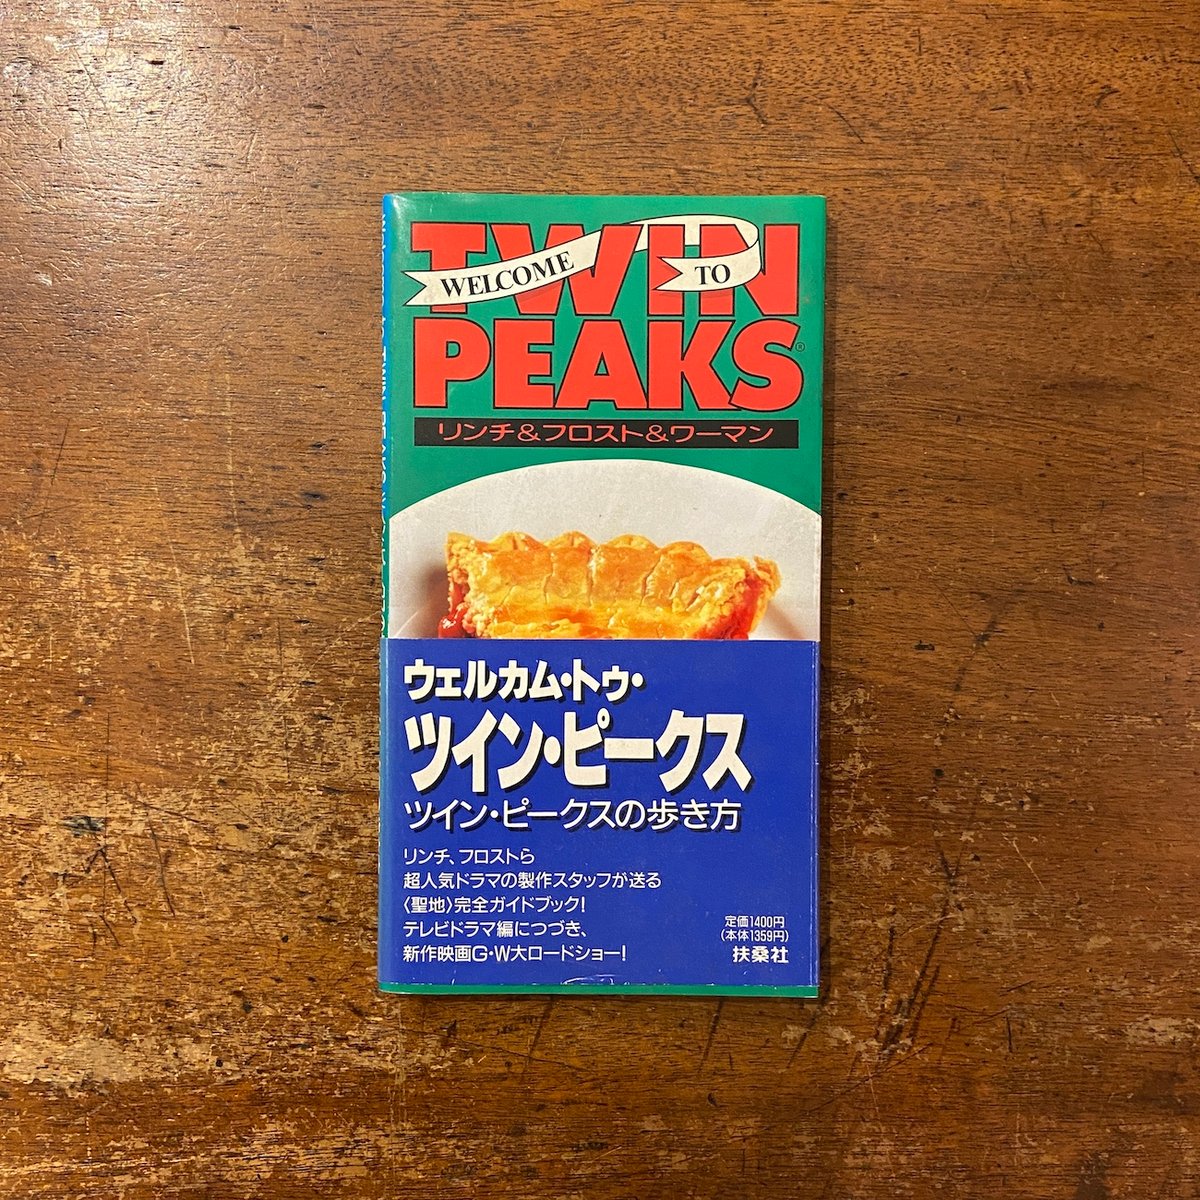 WELCOME TO
TWIN
PEAKS®
リンチ&フロスト&ワーマン
ウェルカム・トゥ・
ツイン・ピークス
ツイン・ピークスの歩き方
リンチ、フロストら
超人気ドラマの製作スタッフが送る
〈聖地〉完全ガイドブック!
テレビドラマ編につづき、
新作映画G・W大ロードショー!
定価1400円
(本体1359円)
扶桑社